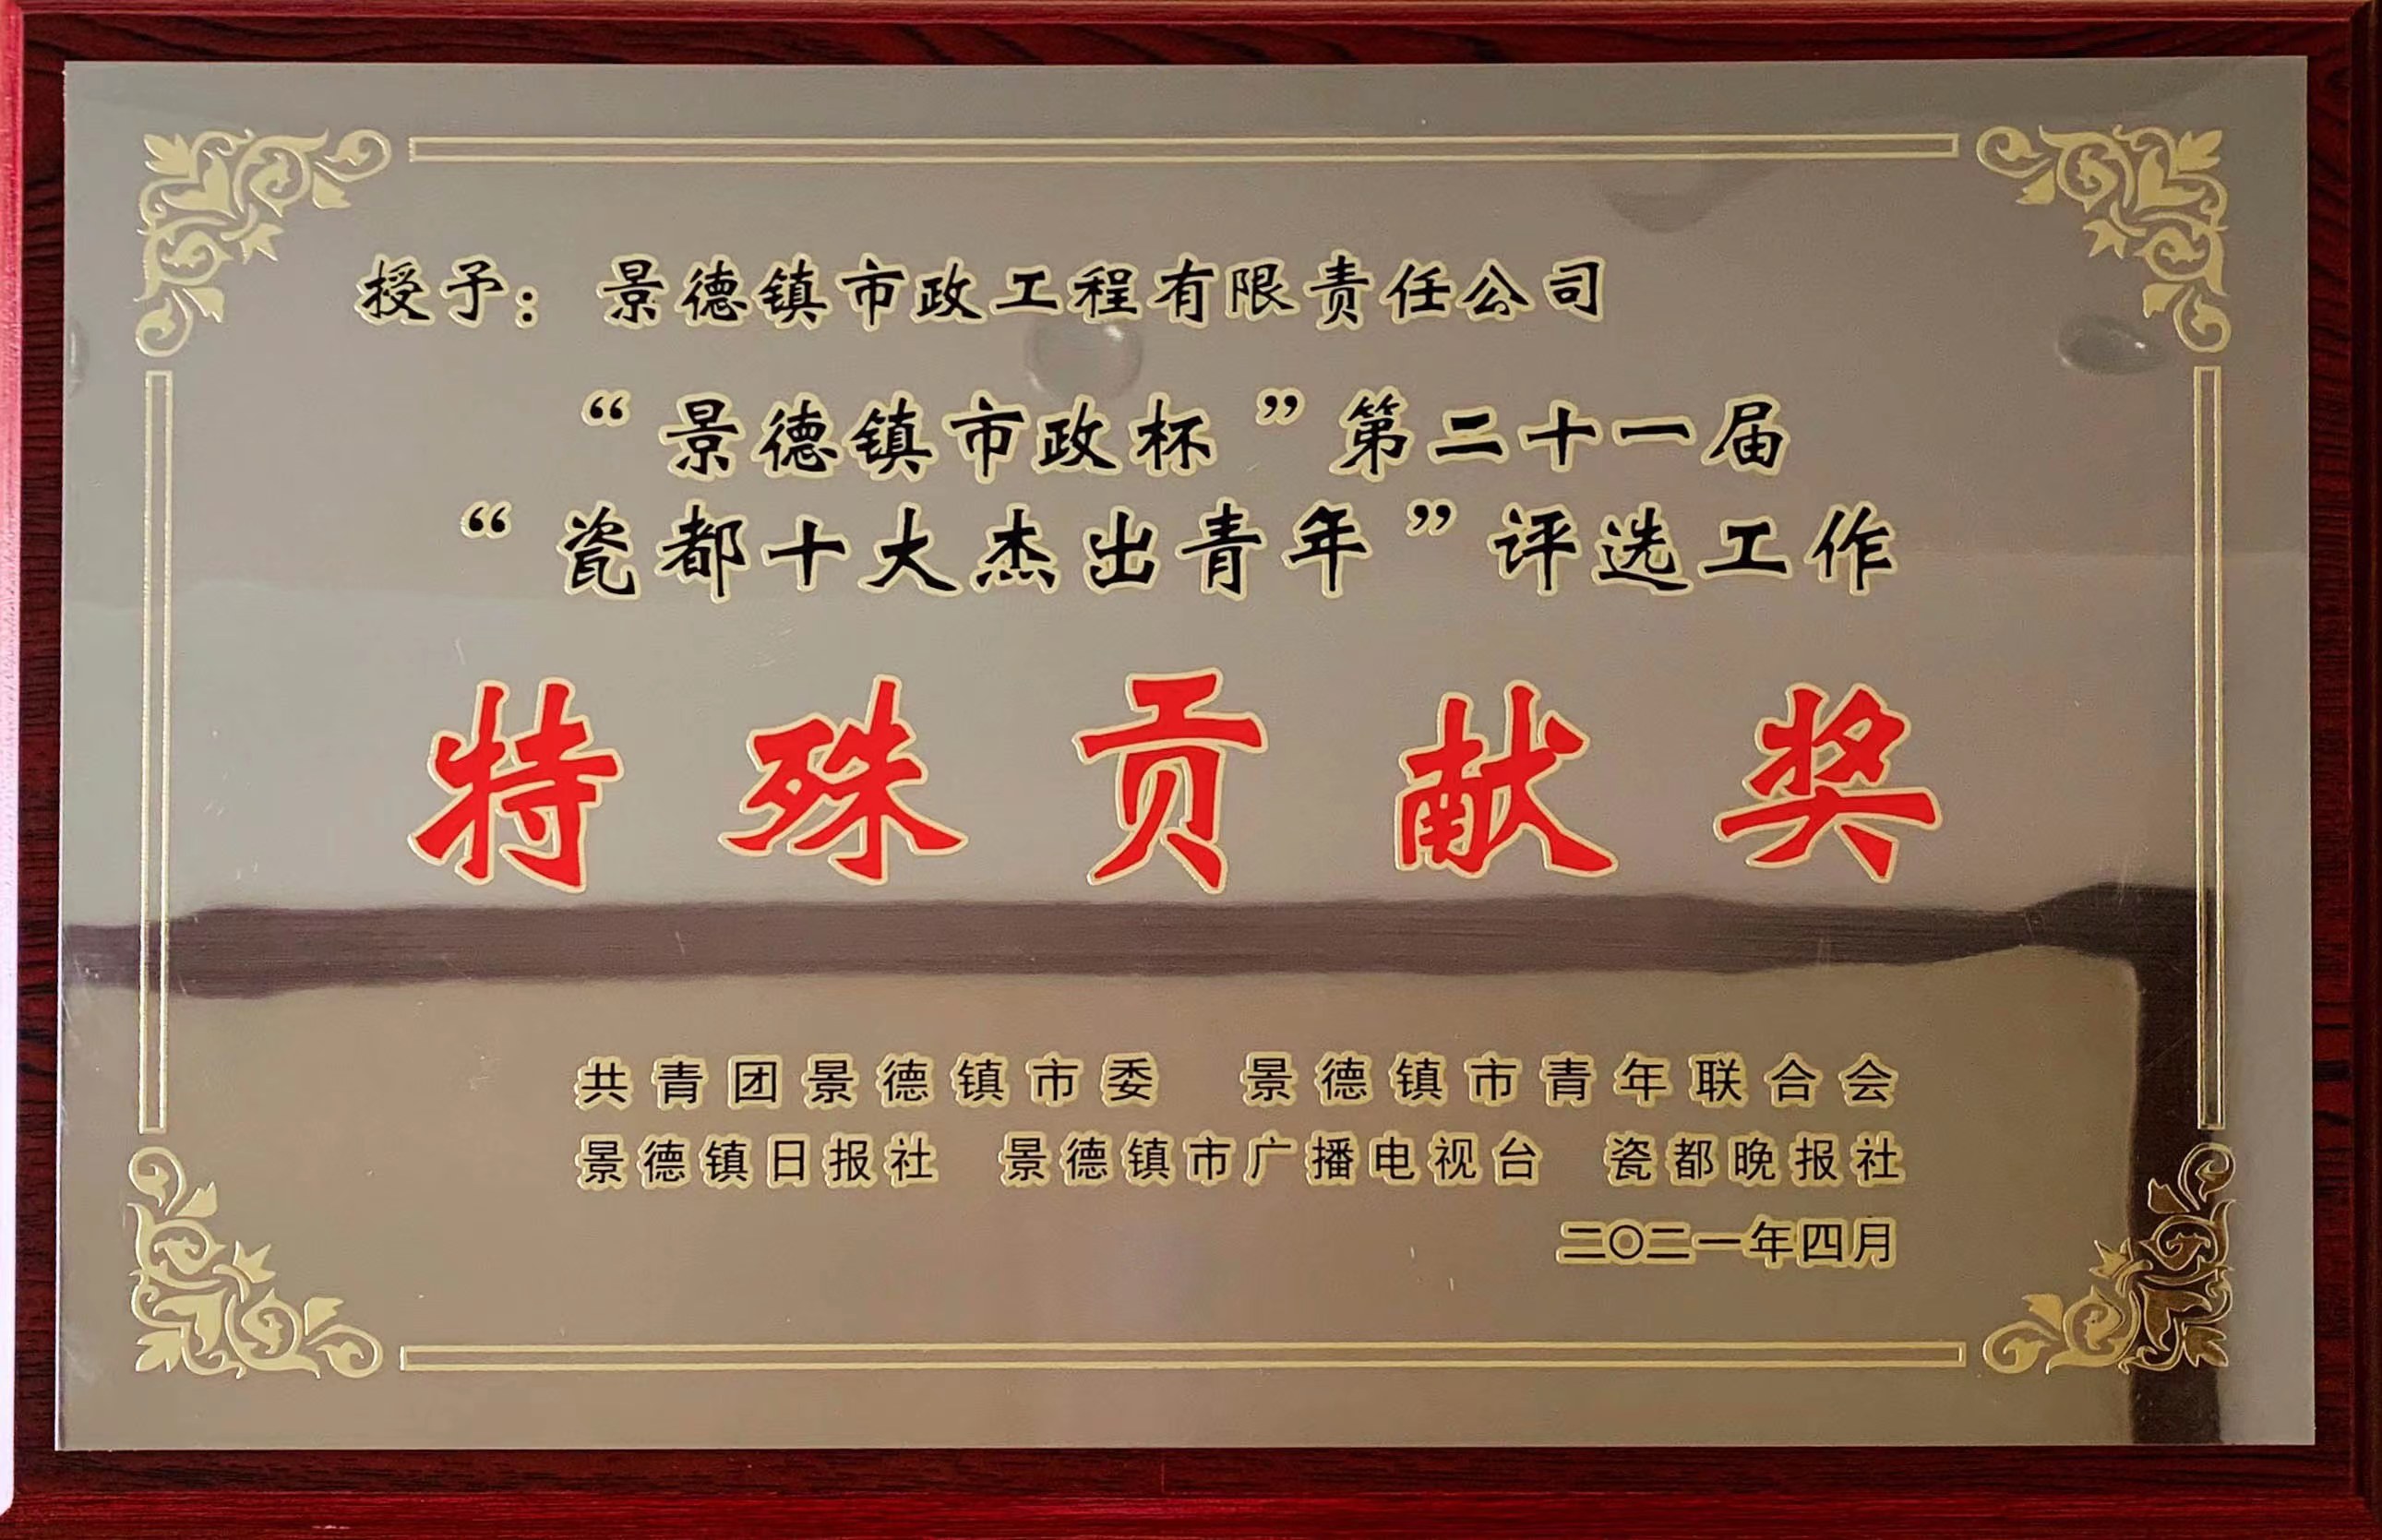 授予：景德镇市政工程有限责任公司
“景德镇市政杯”第二十一届
“瓷都十大杰出青年”评选工作
特殊贡献奖
共青团景德镇市委 景德镇市青年联合会
景德镇日报社 景德镇市广播电视台 瓷都晚报社
二〇二一年四月